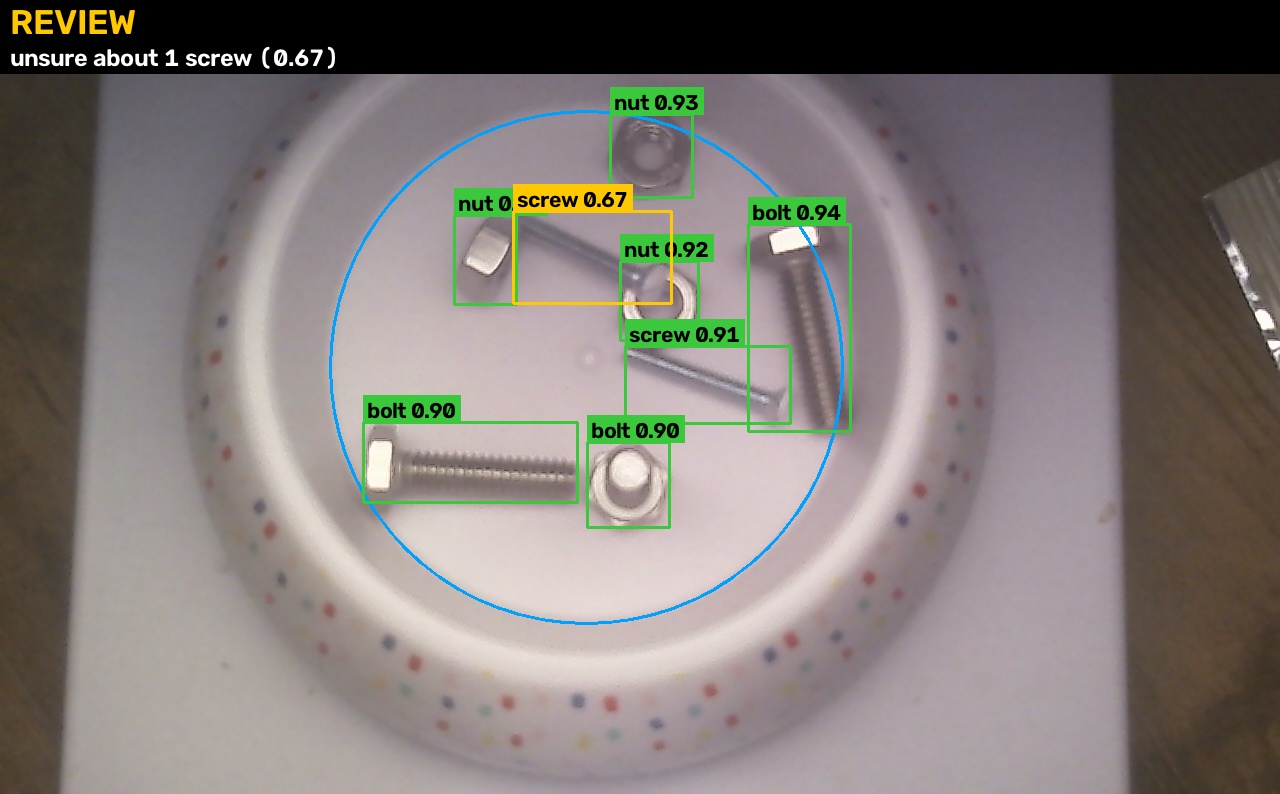 REVIEW
unsure about 1 screw (0.67)
nut 0.93
nut 0.
screw 0.67
bolt 0.94
nut 0.92
screw 0.91
bolt 0.90
bolt 0.90